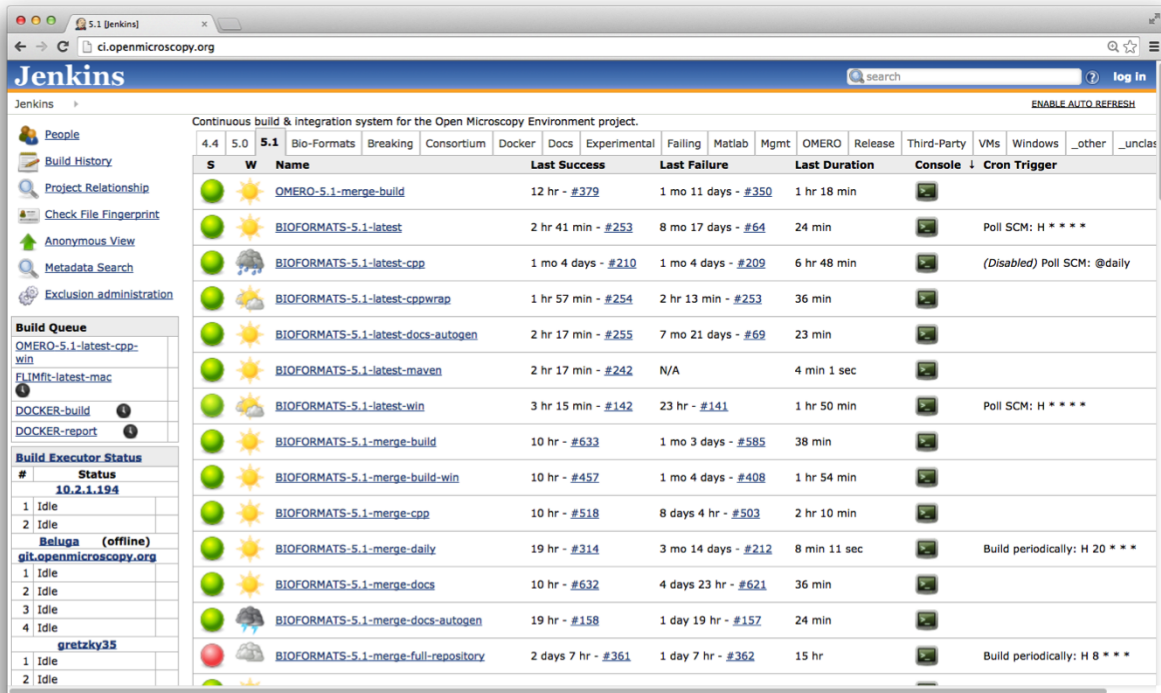 5.1 [Jenkins]
ci.openmicroscopy.org
Jenkins
search
log in
Jenkins
ENABLE AUTO REFRESH
People
Build History
Project Relationship
Check File Fingerprint
Anonymous View
Metadata Search
Exclusion administration
Build Queue
OMERO-5.1-latest-cpp-
win
FLIMfit-latest-mac
DOCKER-build
DOCKER-report
Build Executor Status
# Status
10.2.1.194
1 Idle
2 Idle
Beluga (offline)
git.openmicroscopy.org
1 Idle
2 Idle
3 Idle
4 Idle
gretzky35
1 Idle
2 Idle
Continuous build & integration system for the Open Microscopy Environment project.
4.4 5.0 5.1 Bio-Formats Breaking Consortium Docker Docs Experimental Failing Matlab Mgmt OMERO Release Third-Party VMs Windows _other _unclas
S W Name Last Success Last Failure Last Duration Console ↓ Cron Trigger
OMERO-5.1-merge-build 12 hr - #379 1 mo 11 days - #350 1 hr 18 min
BIOFORMATS-5.1-latest 2 hr 41 min - #253 8 mo 17 days - #64 24 min Poll SCM: H * * * *
BIOFORMATS-5.1-latest-cpp 1 mo 4 days - #210 1 mo 4 days - #209 6 hr 48 min (Disabled) Poll SCM: @daily
BIOFORMATS-5.1-latest-cppwrap 1 hr 57 min - #254 2 hr 13 min - #253 36 min
BIOFORMATS-5.1-latest-docs-autogen 2 hr 17 min - #255 7 mo 21 days - #69 23 min
BIOFORMATS-5.1-latest-maven 2 hr 17 min - #242 N/A 4 min 1 sec
BIOFORMATS-5.1-latest-win 3 hr 15 min - #142 23 hr - #141 1 hr 50 min Poll SCM: H * * * *
BIOFORMATS-5.1-merge-build 10 hr - #633 1 mo 3 days - #585 38 min
BIOFORMATS-5.1-merge-build-win 10 hr - #457 1 mo 4 days - #408 1 hr 54 min
BIOFORMATS-5.1-merge-cpp 10 hr - #518 8 days 4 hr - #503 2 hr 10 min
BIOFORMATS-5.1-merge-daily 19 hr - #314 3 mo 14 days - #212 8 min 11 sec Build periodically: H 20 * * *
BIOFORMATS-5.1-merge-docs 10 hr - #632 4 days 23 hr - #621 36 min
BIOFORMATS-5.1-merge-docs-autogen 19 hr - #158 1 day 19 hr - #157 24 min
BIOFORMATS-5.1-merge-full-repository 2 days 7 hr - #361 1 day 7 hr - #362 15 hr Build periodically: H 8 * * *